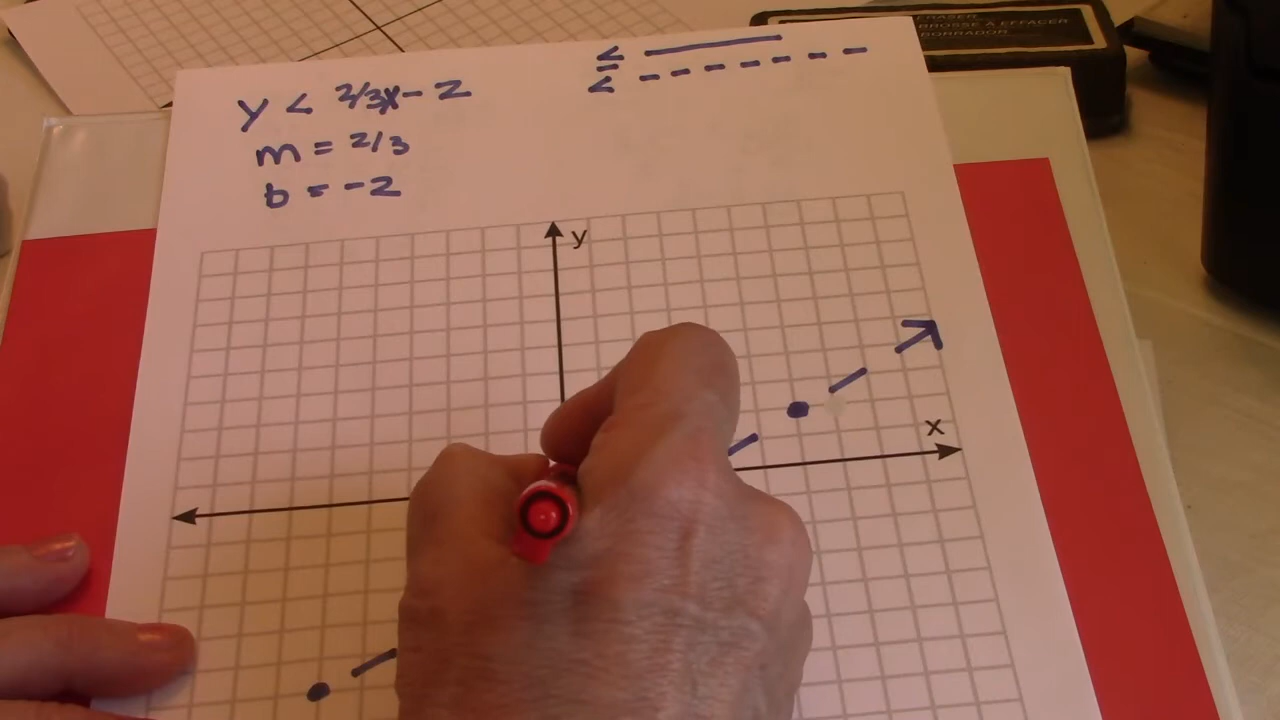 y < 2/3x - 2
m = 2/3
b = -2
≤
<
y
x
ERASER
BROSSE À EFFACER
BORRADOR